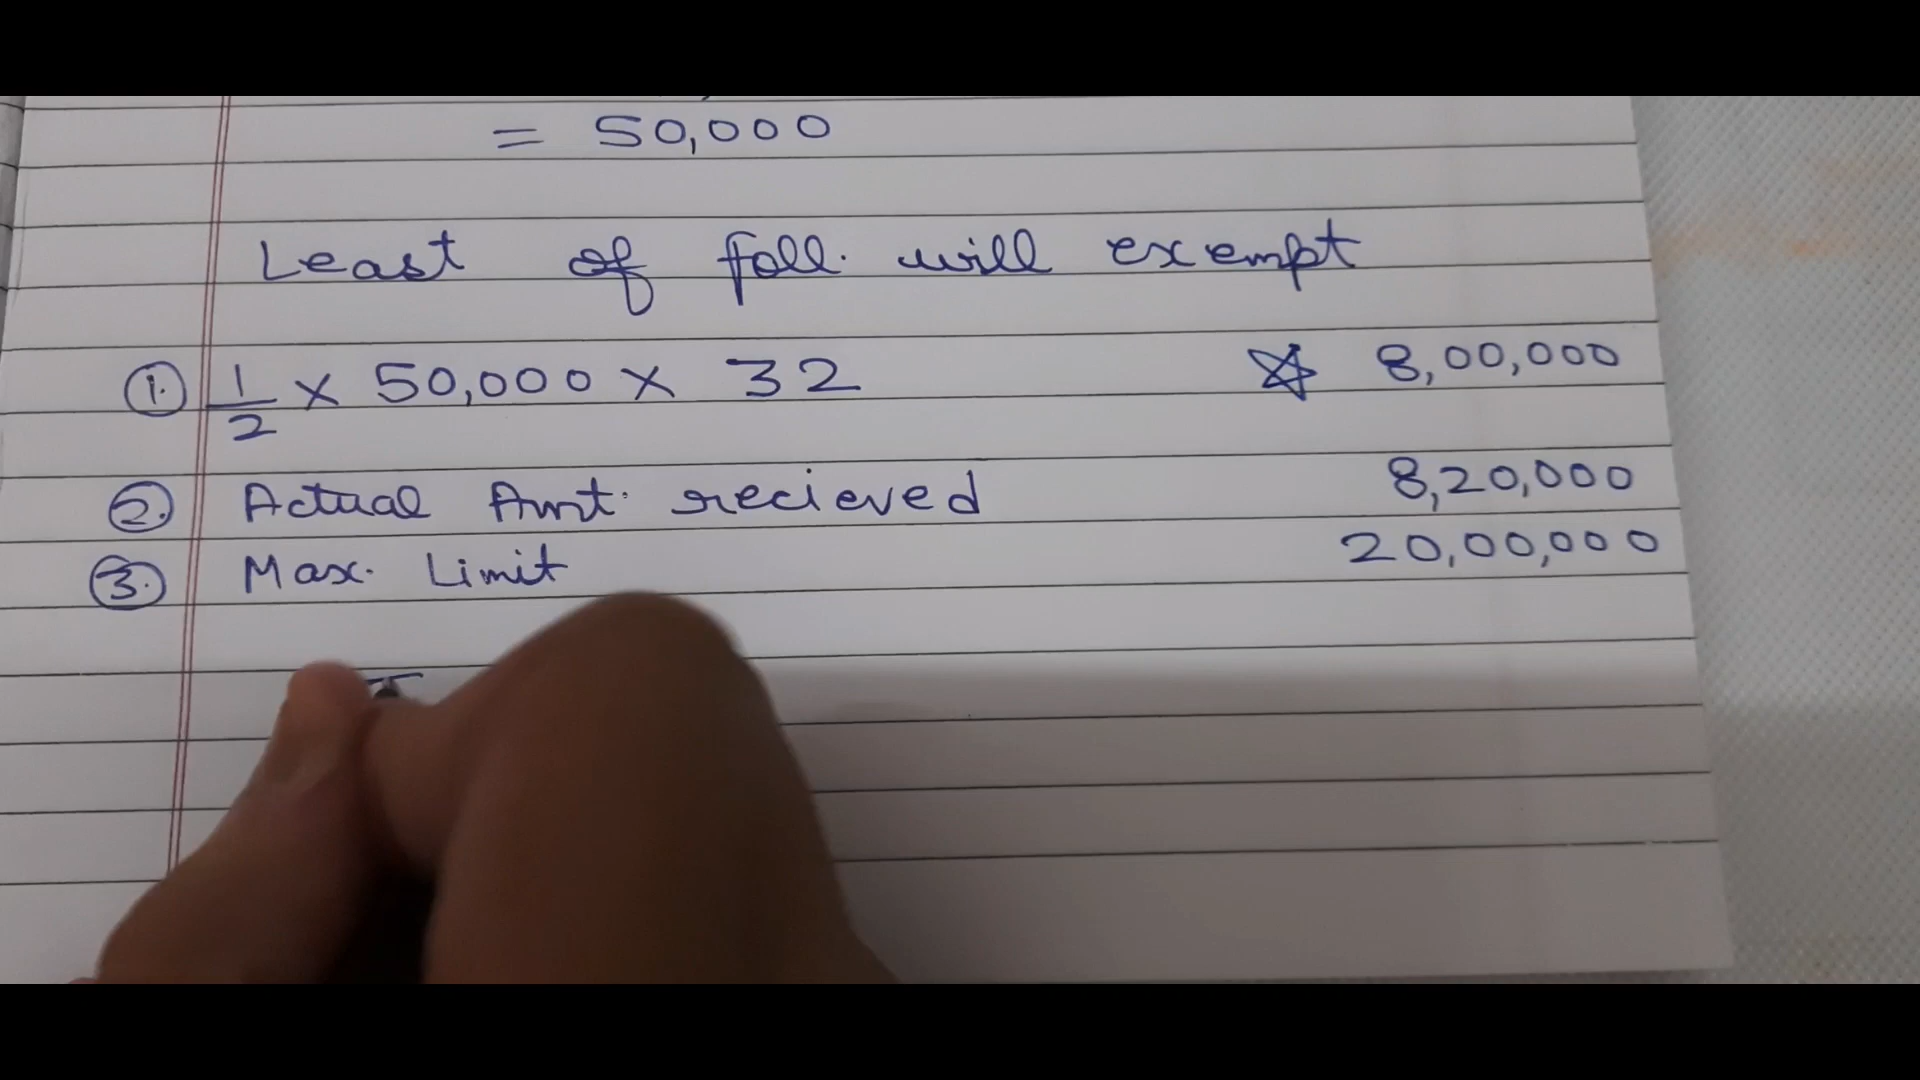 = 50,000
Least of foll. will exempt
1. 1/2 x 50,000 x 32 ☆ 8,00,000
2. Actual Amt. recieved 8,20,000
3. Max. Limit 20,00,000